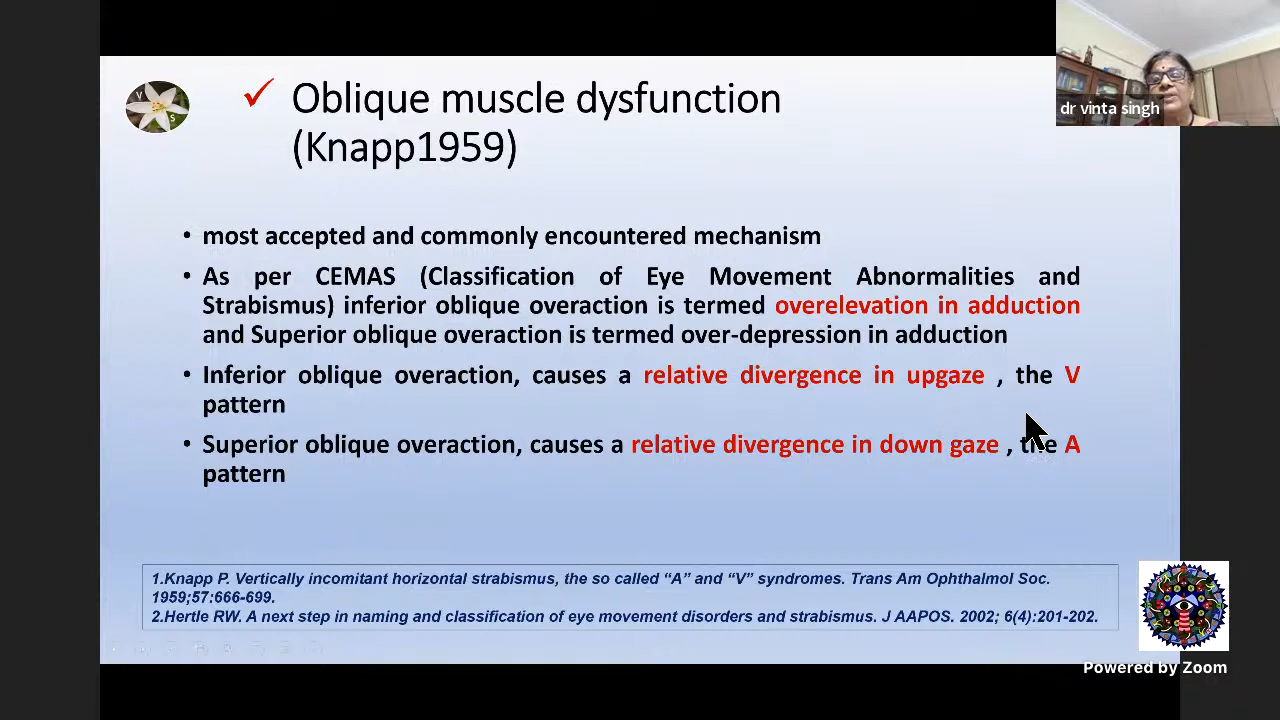 dr vinta singh
V
S
✓ Oblique muscle dysfunction
(Knapp1959)
• most accepted and commonly encountered mechanism
• As per CEMAS (Classification of Eye Movement Abnormalities and
Strabismus) inferior oblique overaction is termed overelevation in adduction
and Superior oblique overaction is termed over-depression in adduction
• Inferior oblique overaction, causes a relative divergence in upgaze , the V
pattern
• Superior oblique overaction, causes a relative divergence in down gaze , the A
pattern
1.Knapp P. Vertically incomitant horizontal strabismus, the so called “A” and “V” syndromes. Trans Am Ophthalmol Soc.
1959;57:666-699.
2.Hertle RW. A next step in naming and classification of eye movement disorders and strabismus. J AAPOS. 2002; 6(4):201-202.
Powered by Zoom